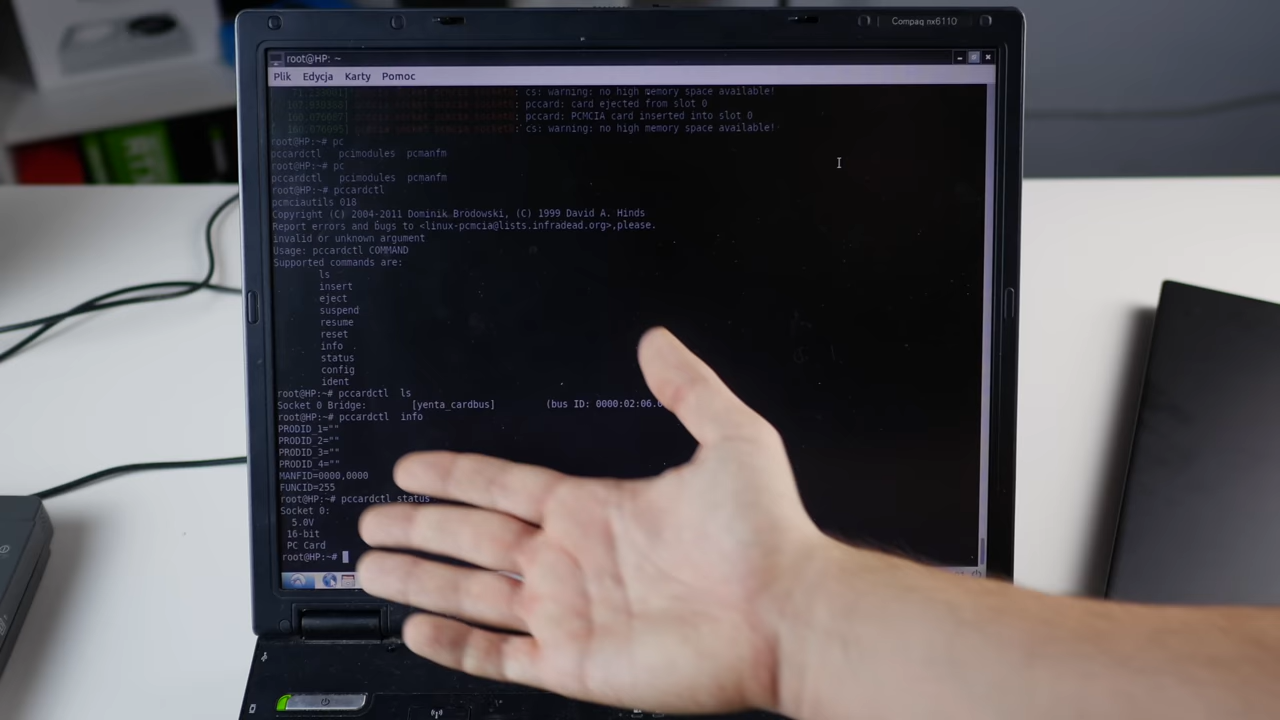 Compaq nx6110
root@HP: ~
Plik Edycja Karty Pomoc
: cs: warning: no high memory space available!
: pccard: card ejected from slot 0
: pccard: PCMCIA card inserted into slot 0
: cs: warning: no high memory space available!
root@HP:~# pc
pccardctl pcimodules pcmanfm
root@HP:~# pc
pccardctl pcimodules pcmanfm
root@HP:~# pccardctl
pcmciautils 018
Copyright (C) 2004-2011 Dominik Brodowski, (C) 1999 David A. Hinds
Report errors and bugs to <linux-pcmcia@lists.infradead.org>,please.
invalid or unknown argument
Usage: pccardctl COMMAND
Supported commands are:
ls
insert
eject
suspend
resume
reset
info
status
config
ident
root@HP:~# pccardctl ls
Socket 0 Bridge: [yenta_cardbus] (bus ID: 0000:02:06.
root@HP:~# pccardctl info
PRODID_1=""
PRODID_2=""
PRODID_3=""
PRODID_4=""
MANFID=0000,0000
FUNCID=255
root@HP:~# pccardctl status
Socket 0:
5.0V
16-bit
PC Card
root@HP:~#